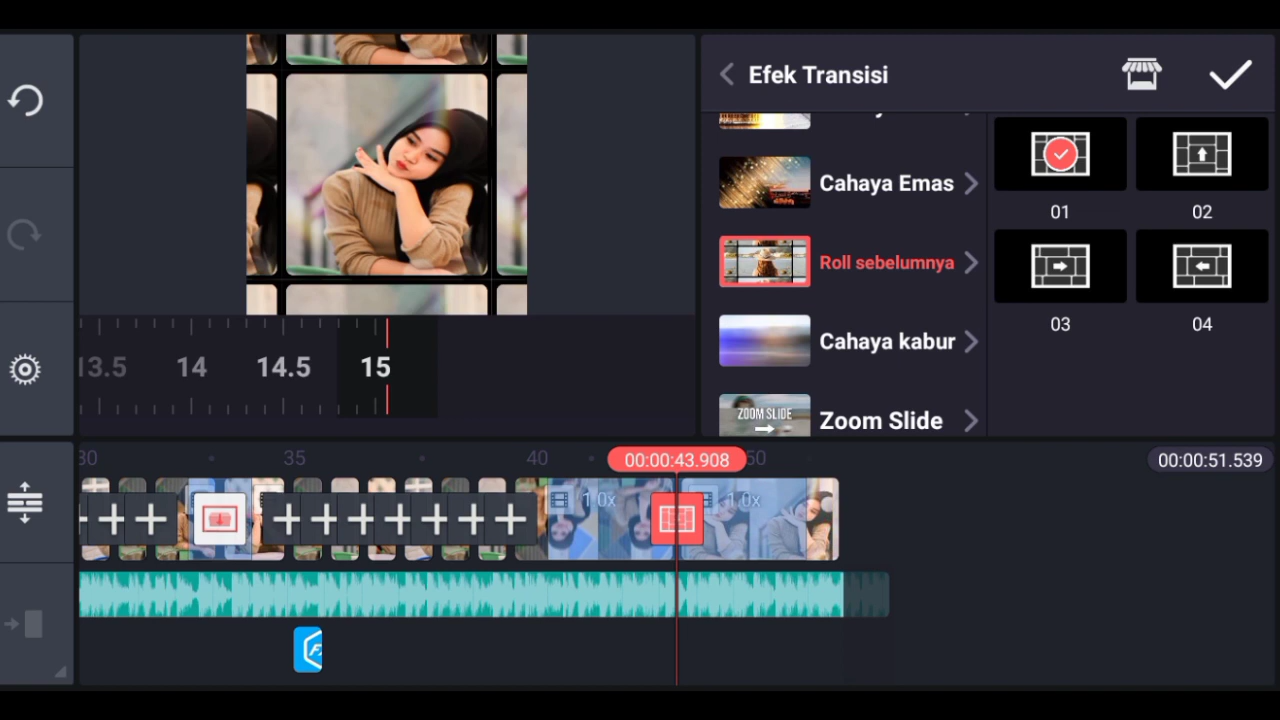 Efek Transisi
Cahaya Emas
Roll sebelumnya
Cahaya kabur
ZOOM SLIDE
Zoom Slide
01
02
03
04
13.5
14
14.5
15
30
35
40
00:00:43.908
50
00:00:51.539
1.0x
1.0x